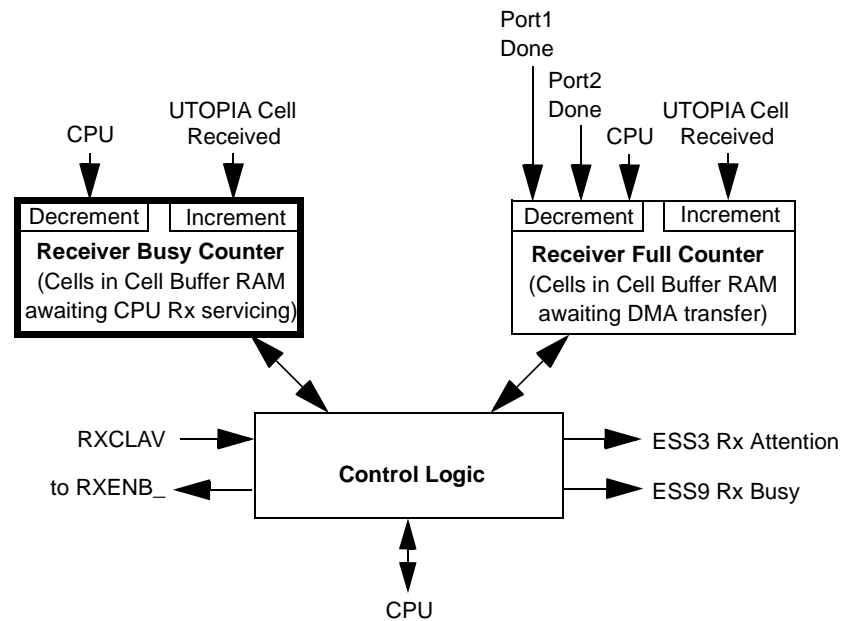 Port1
Done
Port2
Done
CPU
UTOPIA Cell
Received
CPU
UTOPIA Cell
Received
Decrement
Increment
Receiver Busy Counter
(Cells in Cell Buffer RAM
awaiting CPU Rx servicing)
Decrement
Increment
Receiver Full Counter
(Cells in Cell Buffer RAM
awaiting DMA transfer)
RXCLAV
to RXENB_
Control Logic
ESS3 Rx Attention
ESS9 Rx Busy
CPU